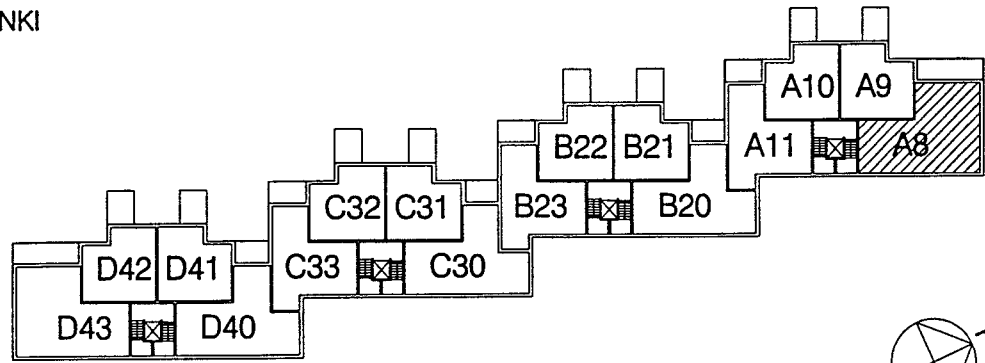 NKI
A10 A9
A11 A8
B22 B21
B23 B20
C32 C31
C33 C30
D42 D41
D43 D40